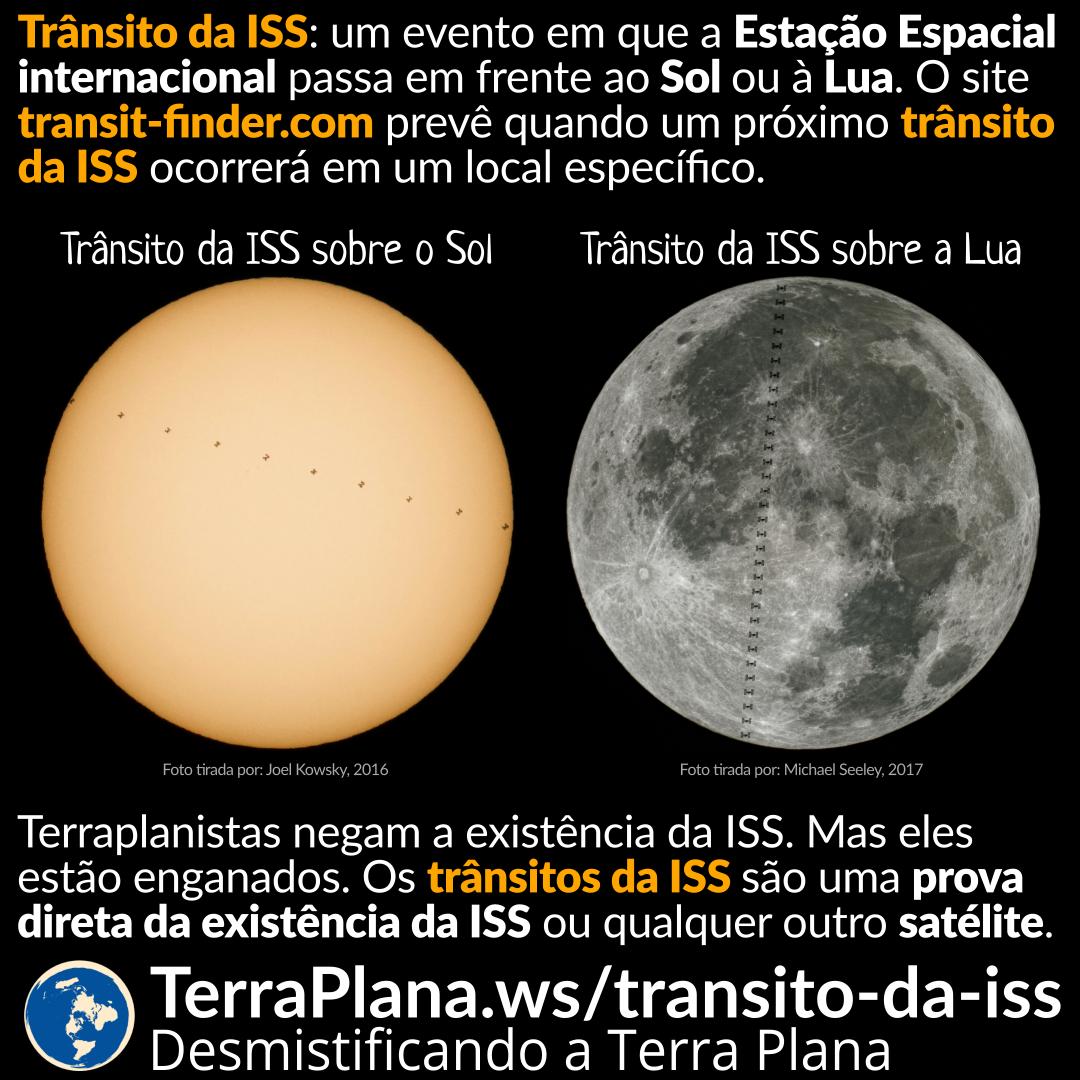 Trânsito da ISS: um evento em que a Estação Espacial
internacional passa em frente ao Sol ou à Lua. O site
transit-finder.com prevê quando um próximo trânsito
da ISS ocorrerá em um local específico.
Trânsito da ISS sobre o Sol
Trânsito da ISS sobre a Lua
Foto tirada por: Joel Kowsky, 2016
Foto tirada por: Michael Seeley, 2017
Terraplanistas negam a existência da ISS. Mas eles
estão enganados. Os trânsitos da ISS são uma prova
direta da existência da ISS ou qualquer outro satélite.
TerraPlana.ws/transito-da-iss
Desmistificando a Terra Plana